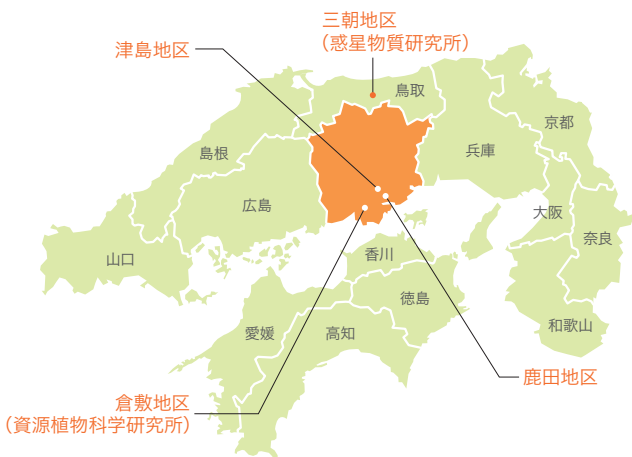 三朝地区
（惑星物質研究所）
津島地区
鳥取
京都
島根
兵庫
広島
大阪
奈良
山口
香川
徳島
和歌山
愛媛
高知
鹿田地区
倉敷地区
（資源植物科学研究所）